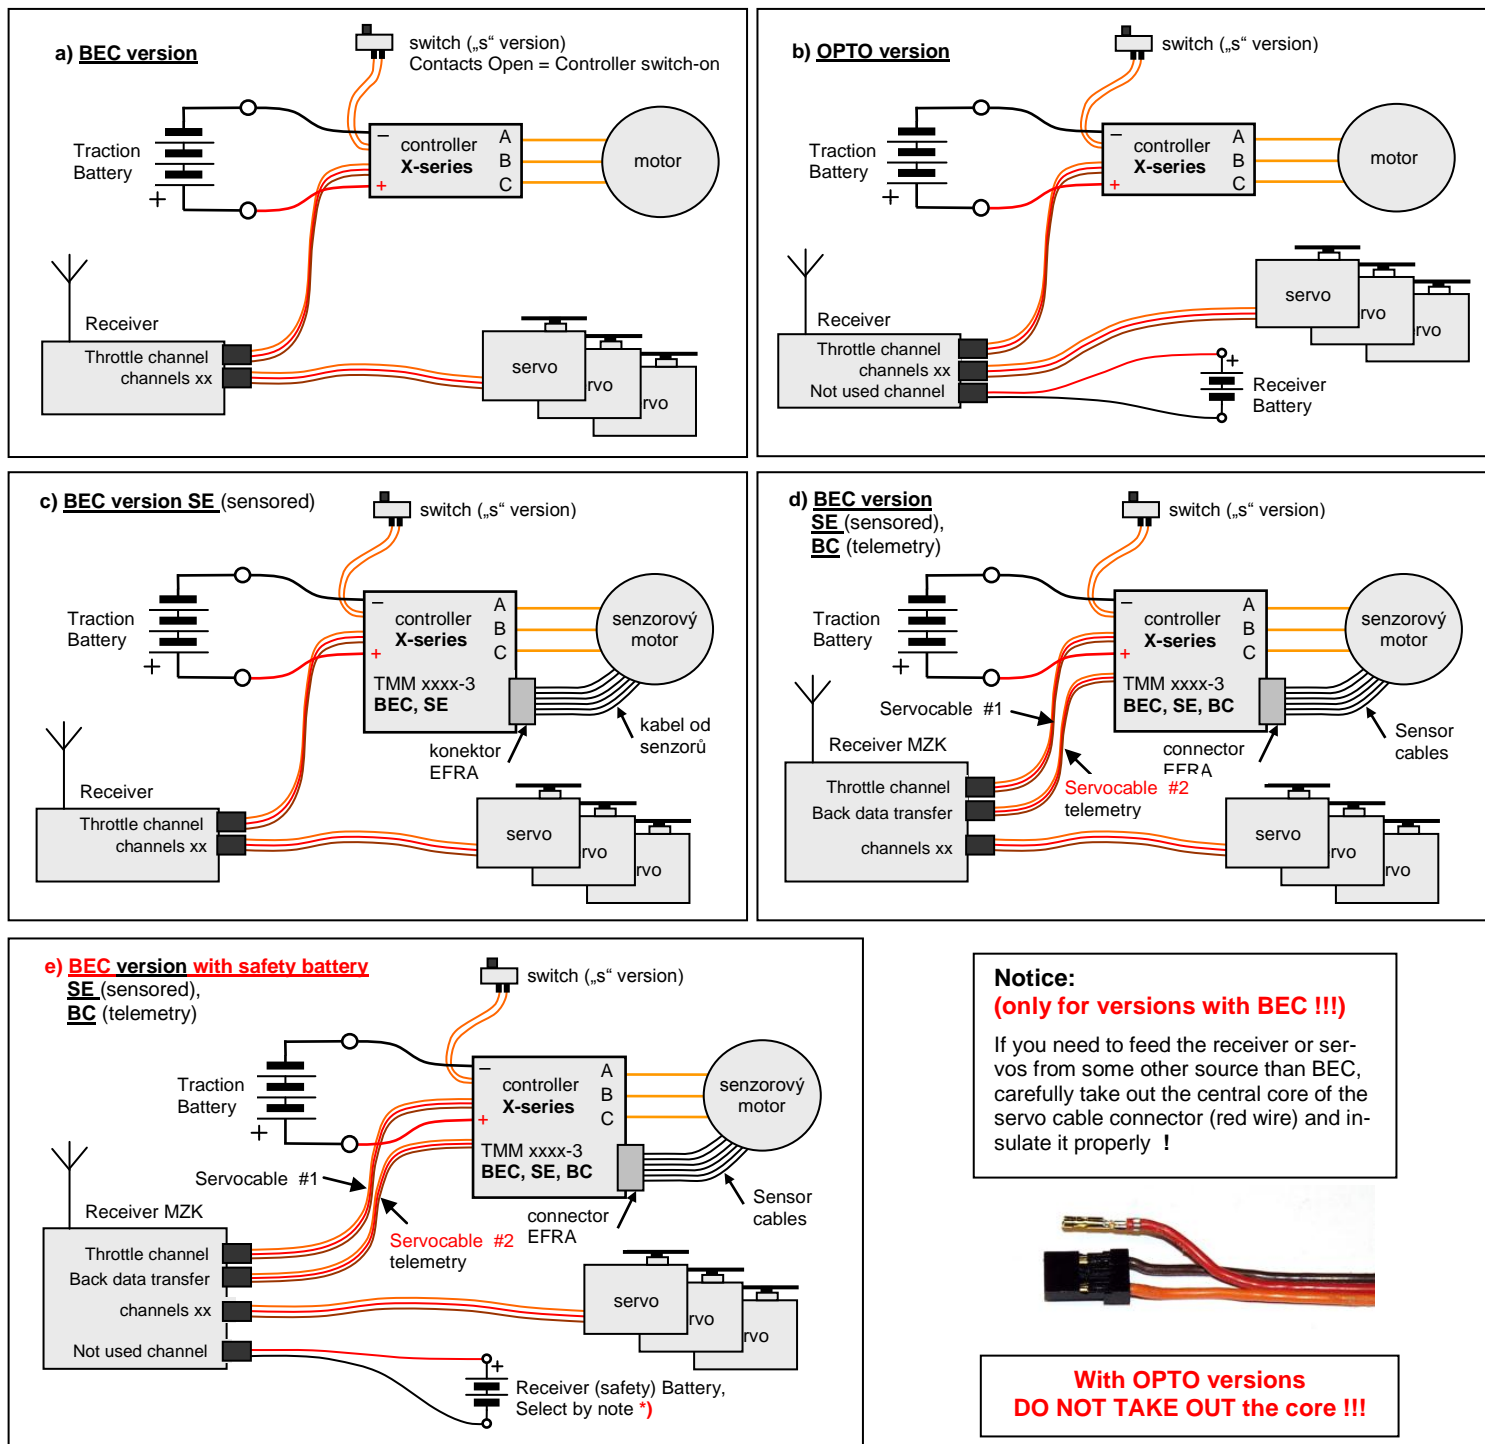 a) BEC version
switch („s“ version)
Contacts Open = Controller switch-on
Traction
Battery
+
−
controller
X-series
+
A
B
C
motor
Receiver
Throttle channel
channels xx
servo
rvo
rvo
b) OPTO version
switch („s“ version)
Traction
Battery
+
−
controller
X-series
+
A
B
C
motor
Receiver
Throttle channel
channels xx
Not used channel
servo
rvo
rvo
+
Receiver
Battery
c) BEC version SE (sensored)
switch („s“ version)
Traction
Battery
+
−
controller
X-series
+
A
B
C
TMM xxxx-3
BEC, SE
senzorový
motor
kabel od
senzorů
konektor
EFRA
Receiver
Throttle channel
channels xx
servo
rvo
rvo
d) BEC version
SE (sensored),
BC (telemetry)
switch („s“ version)
Traction
Battery
+
−
controller
X-series
+
A
B
C
TMM xxxx-3
BEC, SE, BC
senzorový
motor
Servocable #1
Sensor
cables
connector
EFRA
Receiver MZK
Servocable #2
telemetry
Throttle channel
Back data transfer
channels xx
servo
rvo
rvo
e) BEC version with safety battery
SE (sensored),
BC (telemetry)
switch („s“ version)
Traction
Battery
+
−
controller
X-series
+
A
B
C
TMM xxxx-3
BEC, SE, BC
senzorový
motor
Servocable #1
Sensor
cables
connector
EFRA
Receiver MZK
Servocable #2
telemetry
Throttle channel
Back data transfer
channels xx
Not used channel
servo
rvo
rvo
+
Receiver (safety) Battery,
Select by note *)
Notice:
(only for versions with BEC !!!)
If you need to feed the receiver or ser-
vos from some other source than BEC,
carefully take out the central core of the
servo cable connector (red wire) and in-
sulate it properly !
With OPTO versions
DO NOT TAKE OUT the core !!!